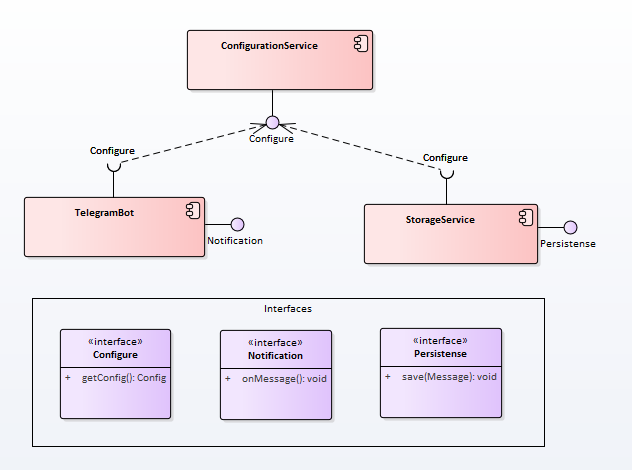 ConfigurationService
Configure
Configure
Configure
TelegramBot
Notification
StorageService
Persistense
Interfaces
«interface»
Configure
+ getConfig(): Config
«interface»
Notification
+ onMessage(): void
«interface»
Persistense
+ save(Message): void